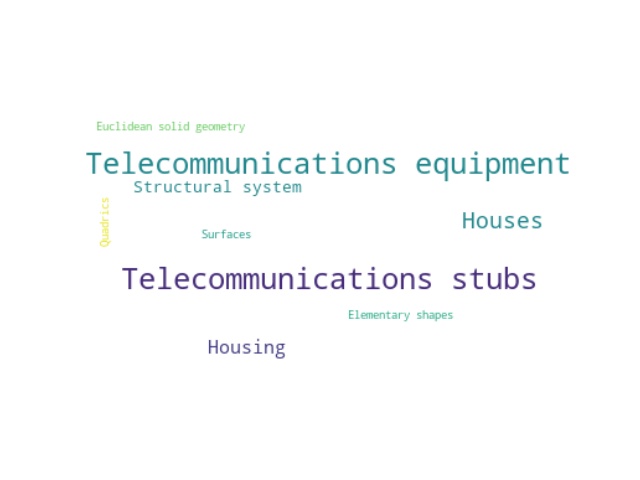 Euclidean solid geometry
Telecommunications equipment
Structural system
Quadrics
Houses
Surfaces
Telecommunications stubs
Elementary shapes
Housing